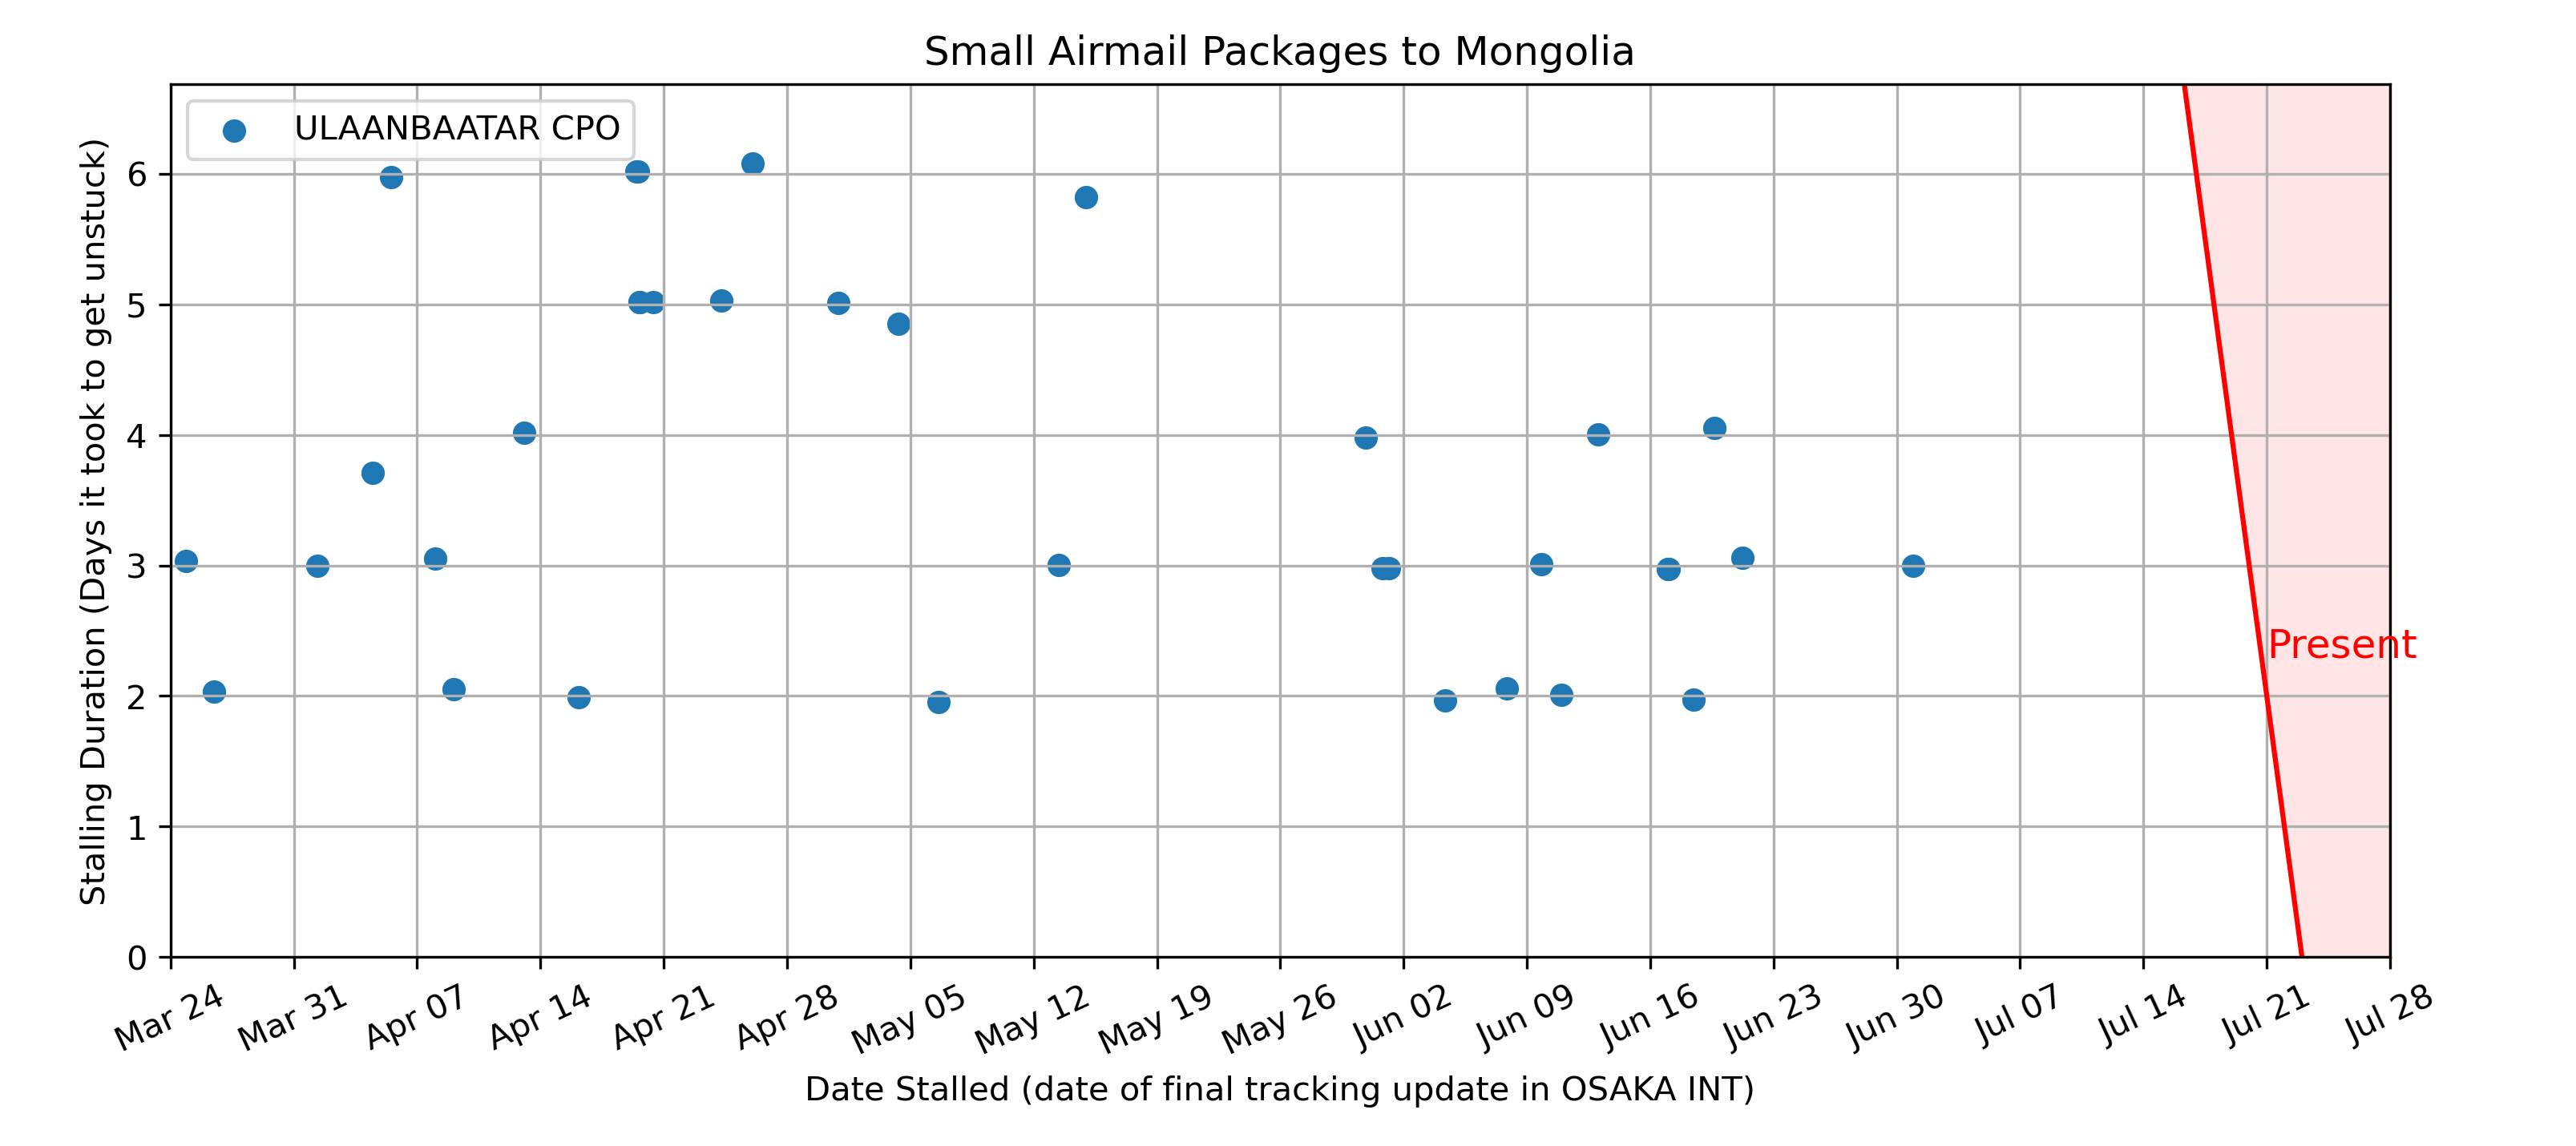 Small Airmail Packages to Mongolia
ULAANBAATAR CPO
Stalling Duration (Days it took to get unstuck)
6
5
4
3
2
1
0
Present
Mar 24
Mar 31
Apr 07
Apr 14
Apr 21
Apr 28
May 05
May 12
May 19
May 26
Jun 02
Jun 09
Jun 16
Jun 23
Jun 30
Jul 07
Jul 14
Jul 21
Jul 28
Date Stalled (date of final tracking update in OSAKA INT)